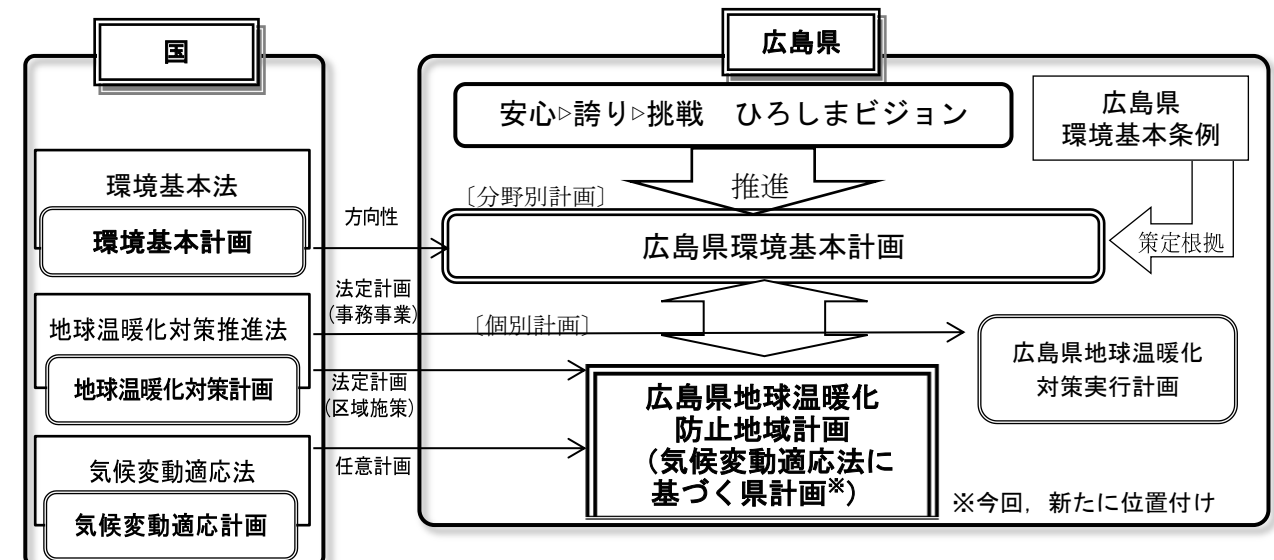 国
環境基本法
環境基本計画
地球温暖化対策推進法
地球温暖化対策計画
気候変動適応法
気候変動適応計画
方向性
法定計画
(事務事業)
法定計画
(区域施策)
任意計画
広島県
安心▷誇り▷挑戦　ひろしまビジョン
広島県
環境基本条例
推進
〔分野別計画〕
広島県環境基本計画
策定根拠
〔個別計画〕
広島県地球温暖化
対策実行計画
広島県地球温暖化
防止地域計画
（気候変動適応法に
基づく県計画※）
※今回，新たに位置付け